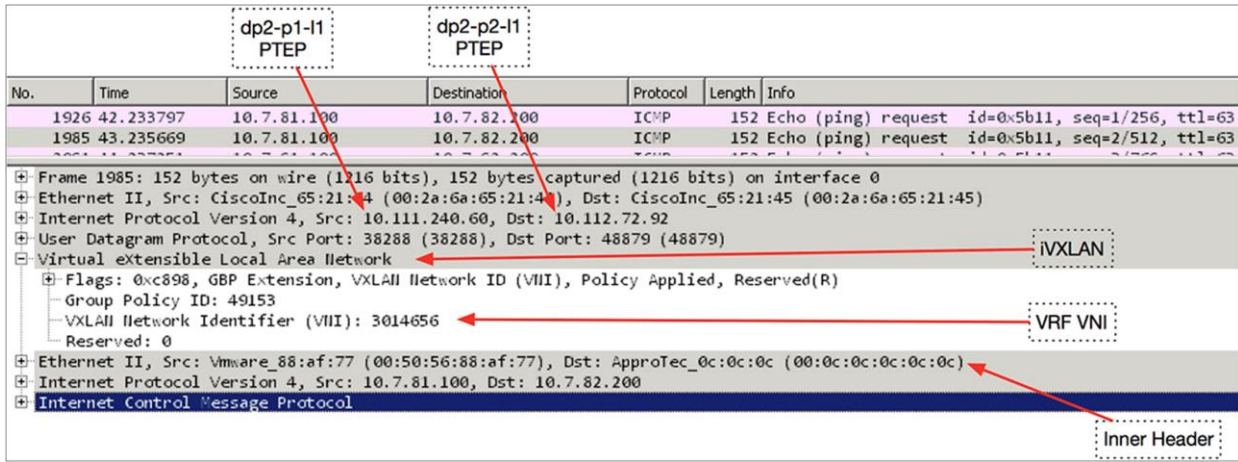 dp2-p1-l1
PTEP
dp2-p2-l1
PTEP
No. Time Source Destination Protocol Length Info
1926 42.233797 10.7.81.100 10.7.82.200 ICMP 152 Echo (ping) request id=0x5b11, seq=1/256, ttl=63
1985 43.235669 10.7.81.100 10.7.82.200 ICMP 152 Echo (ping) request id=0x5b11, seq=2/512, ttl=63
Frame 1985: 152 bytes on wire (1216 bits), 152 bytes captured (1216 bits) on interface 0
Ethernet II, Src: CiscoInc_65:21:44 (00:2a:6a:65:21:44), Dst: CiscoInc_65:21:45 (00:2a:6a:65:21:45)
Internet Protocol Version 4, Src: 10.111.240.60, Dst: 10.112.72.92
User Datagram Protocol, Src Port: 38288 (38288), Dst Port: 48879 (48879)
Virtual eXtensible Local Area Network
iVXLAN
Flags: 0xc898, GBP Extension, VXLAN Network ID (VNI), Policy Applied, Reserved(R)
Group Policy ID: 49153
VXLAN Network Identifier (VNI): 3014656
VRF VNI
Reserved: 0
Ethernet II, Src: Vmware_88:af:77 (00:50:56:88:af:77), Dst: ApproTec_0c:0c:0c (00:0c:0c:0c:0c:0c)
Internet Protocol Version 4, Src: 10.7.81.100, Dst: 10.7.82.200
Internet Control Message Protocol
Inner Header